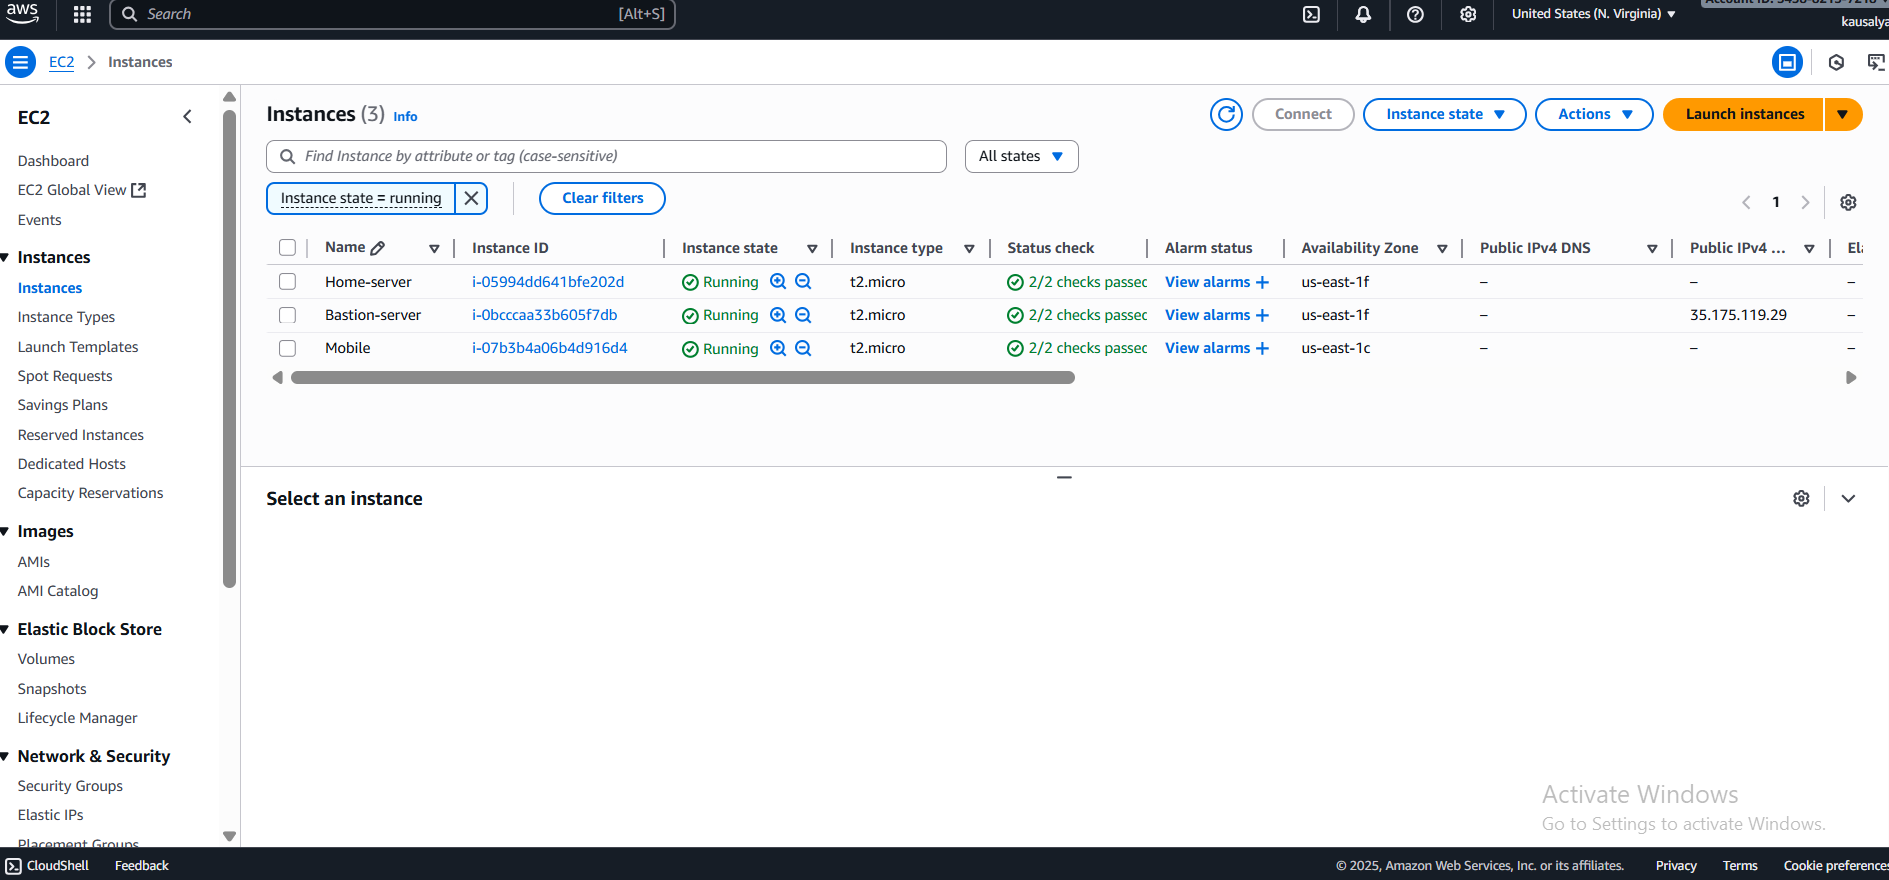 aws
Search [Alt+S]
United States (N. Virginia)
kausalya
EC2 Instances
EC2
Dashboard
EC2 Global View
Events
Instances
Instances
Instance Types
Launch Templates
Spot Requests
Savings Plans
Reserved Instances
Dedicated Hosts
Capacity Reservations
Images
AMIs
AMI Catalog
Elastic Block Store
Volumes
Snapshots
Lifecycle Manager
Network & Security
Security Groups
Elastic IPs
Placement Groups
Instances (3) Info
Connect Instance state Actions Launch instances
Find Instance by attribute or tag (case-sensitive) All states
Instance state = running Clear filters
1
Name Instance ID Instance state Instance type Status check Alarm status Availability Zone Public IPv4 DNS Public IPv4 ... Ela
Home-server i-05994dd641bfe202d Running t2.micro 2/2 checks passec View alarms + us-east-1f – – –
Bastion-server i-0bcccaa33b605f7db Running t2.micro 2/2 checks passec View alarms + us-east-1f – 35.175.119.29 –
Mobile i-07b3b4a06b4d916d4 Running t2.micro 2/2 checks passec View alarms + us-east-1c – – –
Select an instance
Activate Windows
Go to Settings to activate Windows.
CloudShell Feedback © 2025, Amazon Web Services, Inc. or its affiliates. Privacy Terms Cookie preferences